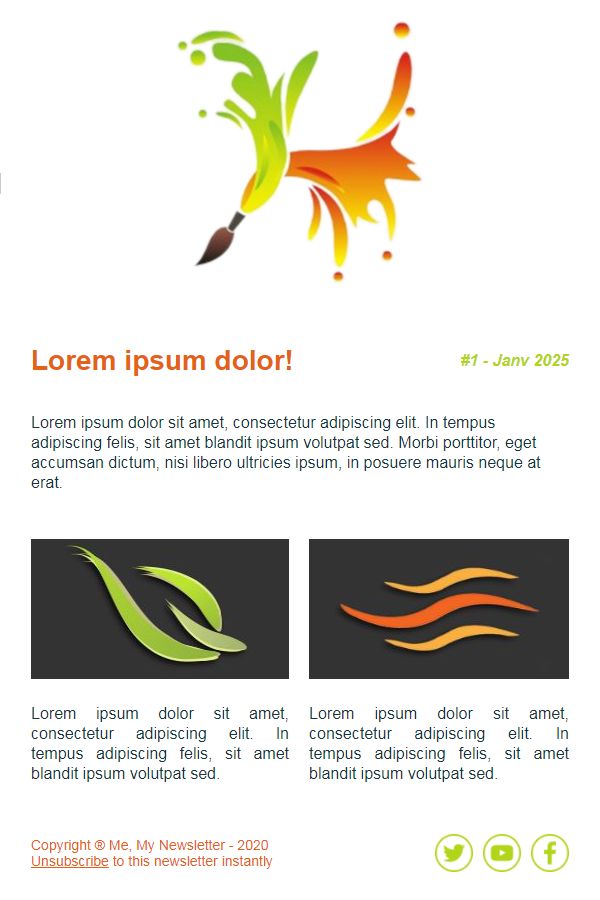 Lorem ipsum dolor!
#1 - Janv 2025
Lorem ipsum dolor sit amet, consectetur adipiscing elit. In tempus
adipiscing felis, sit amet blandit ipsum volutpat sed. Morbi porttitor, eget
accumsan dictum, nisi libero ultricies ipsum, in posuere mauris neque at
erat.
Lorem ipsum dolor sit amet,
consectetur adipiscing elit. In
tempus adipiscing felis, sit amet
blandit ipsum volutpat sed.
Lorem ipsum dolor sit amet,
consectetur adipiscing elit. In
tempus adipiscing felis, sit amet
blandit ipsum volutpat sed.
Copyright ® Me, My Newsletter - 2020
Unsubscribe to this newsletter instantly